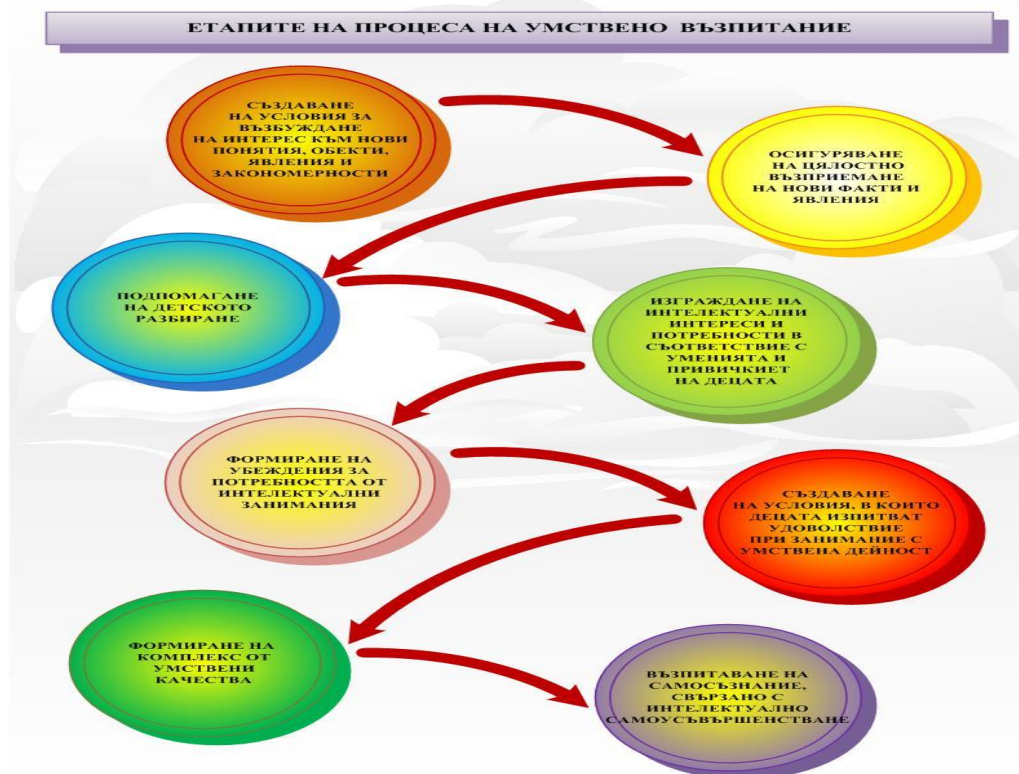 ЕТАПИТЕ НА ПРОЦЕСА НА УМСТВЕНО ВЪЗПИТАНИЕ
СЪЗДАВАНЕ
НА УСЛОВИЯ ЗА
ВЪЗБУЖДАНЕ
НА ИНТЕРЕС КЪМ НОВИ
ПОНЯТИЯ, ОБЕКТИ,
ЯВЛЕНИЯ И
ЗАКОНОМЕРНОСТИ
ОСИГУРЯВАНЕ
НА ЦЯЛОСТНО
ВЪЗПРИЕМАНЕ
НА НОВИ ФАКТИ И
ЯВЛЕНИЯ
ПОДПОМАГАНЕ
НА ДЕТСКОТО
РАЗБИРАНЕ
ИЗГРАЖДАНЕ НА
ИНТЕЛЕКТУАЛНИ
ИНТЕРЕСИ И
ПОТРЕБНОСТИ В
СЪОТВЕТСТВИЕ С
УМЕНИЯТА И
ПРИВИЧКИЕТ
НА ДЕЦАТА
ФОРМИРАНЕ НА
УБЕЖДЕНИЯ ЗА
ПОТРЕБНОСТТА ОТ
ИНТЕЛЕКТУАЛНИ
ЗАНИМАНИЯ
СЪЗДАВАНЕ
НА УСЛОВИЯ, В КОИТО
ДЕЦАТА ИЗПИТВАТ
УДОВОЛСТВИЕ
ПРИ ЗАНИМАНИЕ С
УМСТВЕНА ДЕЙНОСТ
ФОРМИРАНЕ НА
КОМПЛЕКС ОТ
УМСТВЕНИ
КАЧЕСТВА
ВЪЗПИТАВАНЕ НА
САМОСЪЗНАНИЕ,
СВЪРЗАНО С
ИНТЕЛЕКТУАЛНО
САМОУСЪВЪРШЕНСТВАНЕ